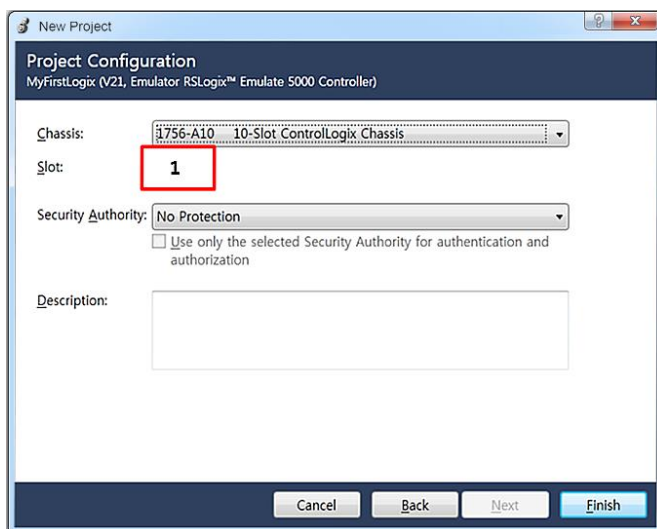 New Project
Project Configuration
MyFirstLogix (V21, Emulator RSLogix™ Emulate 5000 Controller)
Chassis: 1756-A10 10-Slot ControlLogix Chassis
Slot: 1
Security Authority: No Protection
Use only the selected Security Authority for authentication and
authorization
Description:
Cancel Back Next Finish